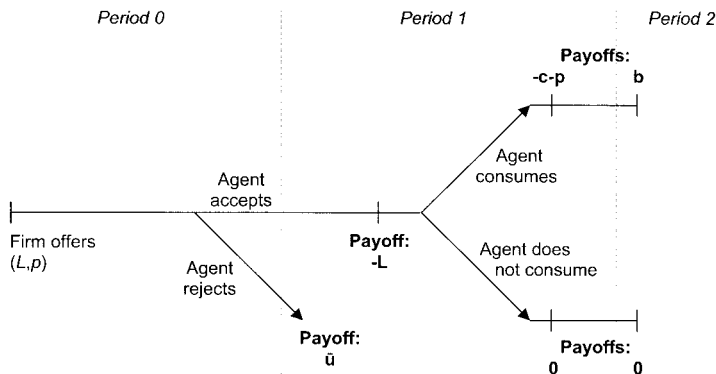 Period 0
Period 1
Period 2
Payoffs:
-c-p b
Agent
consumes
Agent
accepts
Firm offers
(L,p)
Payoff:
-L
Agent does
not consume
Agent
rejects
Payoff:
ū
Payoffs:
0 0